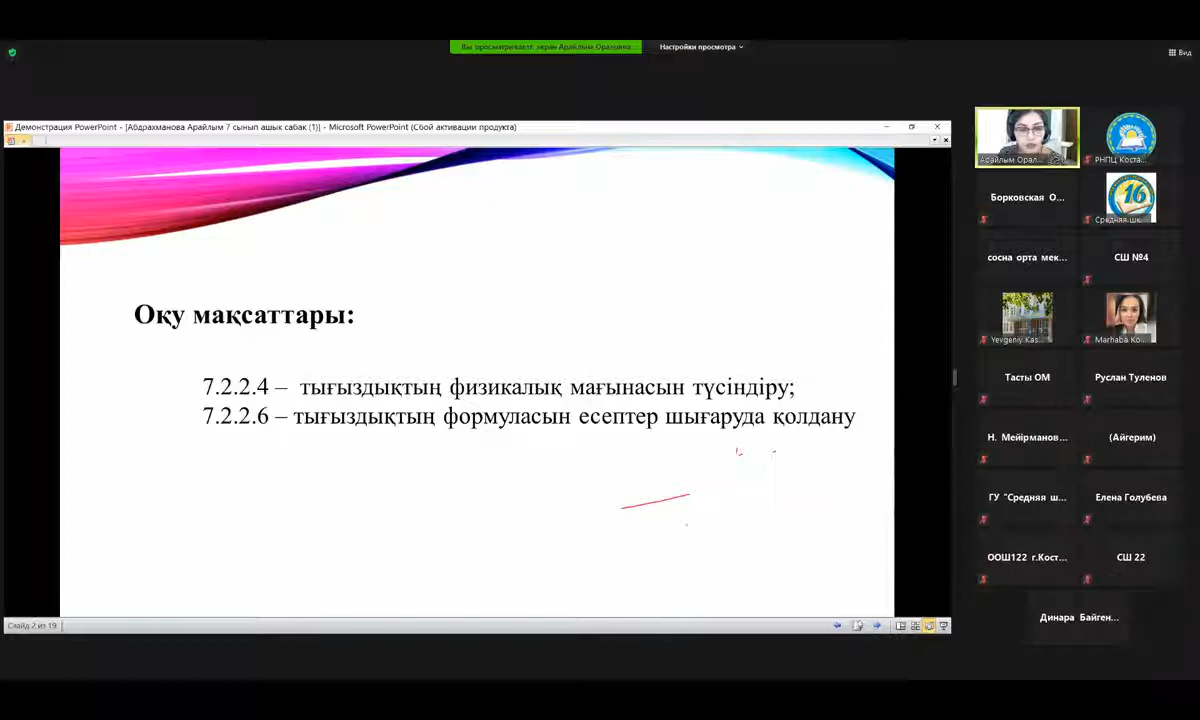 Вы просматриваете экран Арайлым Ораловна...
Настройки просмотра
Вид
Демонстрация PowerPoint - [Абдрахманова Арайлым 7 сынып ашык сабак (1)] - Microsoft PowerPoint (Сбой активации продукта)
Оқу мақсаттары:
7.2.2.4 – тығыздықтың физикалық мағынасын түсіндіру;
7.2.2.6 – тығыздықтың формуласын есептер шығаруда қолдану
Слайд 2 из 19
Арайлым Орал...
РНПЦ Коста...
Борковская О...
16
Средняя шк...
сосна орта мек...
СШ №4
Yevgeniy Kas...
Marhaba Ko...
Тасты ОМ
Руслан Туленов
Н. Мейірманов...
(Айгерим)
ГУ "Средняя ш...
Елена Голубева
ООШ122 г.Кост...
СШ 22
Динара Байген...